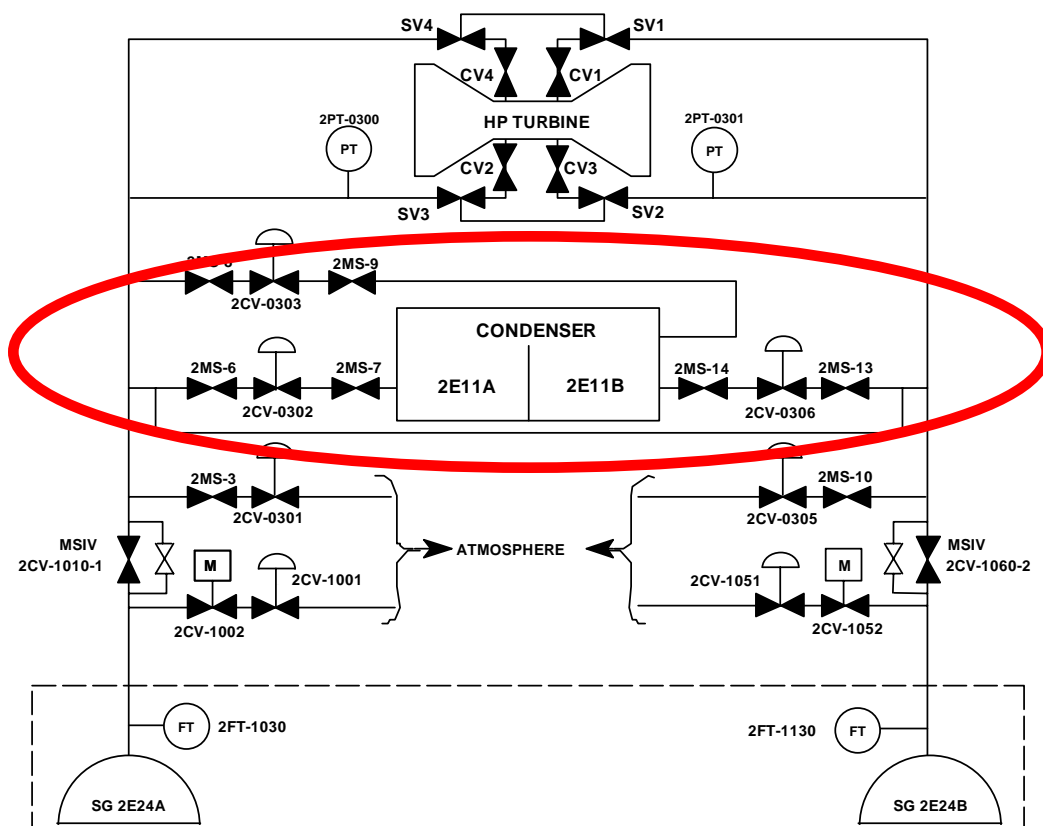 SV4
SV1
CV4
CV1
2PT-0300
HP TURBINE
2PT-0301
PT
PT
CV2
CV3
SV3
SV2
2MS-9
2CV-0303
CONDENSER
2MS-6
2MS-7
2E11A
2E11B
2MS-14
2MS-13
2CV-0302
2CV-0306
2MS-3
2MS-10
2CV-0301
2CV-0305
MSIV
2CV-1010-1
ATMOSPHERE
MSIV
2CV-1060-2
M
2CV-1001
2CV-1051
M
2CV-1002
2CV-1052
FT
2FT-1030
2FT-1130
FT
SG 2E24A
SG 2E24B